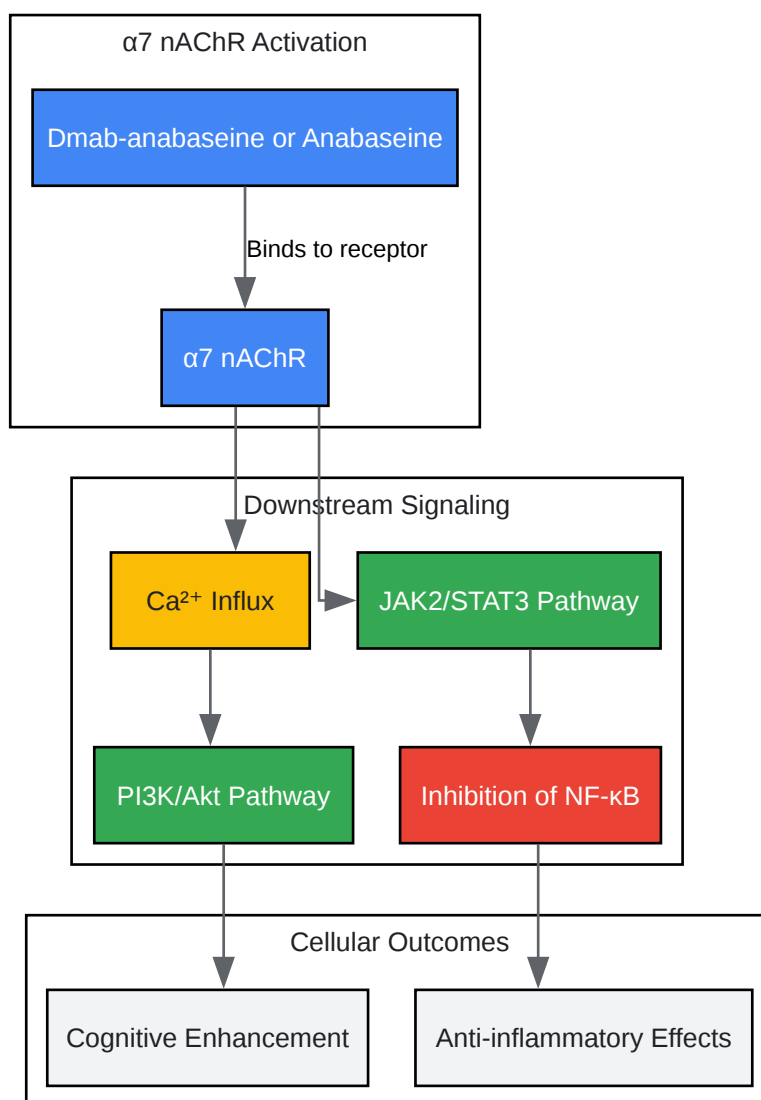 α7 nAChR Activation
Dmab-anabaseine or Anabaseine
Binds to receptor
α7 nAChR
Downstream Signaling
Ca²⁺ Influx
JAK2/STAT3 Pathway
PI3K/Akt Pathway
Inhibition of NF-κB
Cellular Outcomes
Cognitive Enhancement
Anti-inflammatory Effects